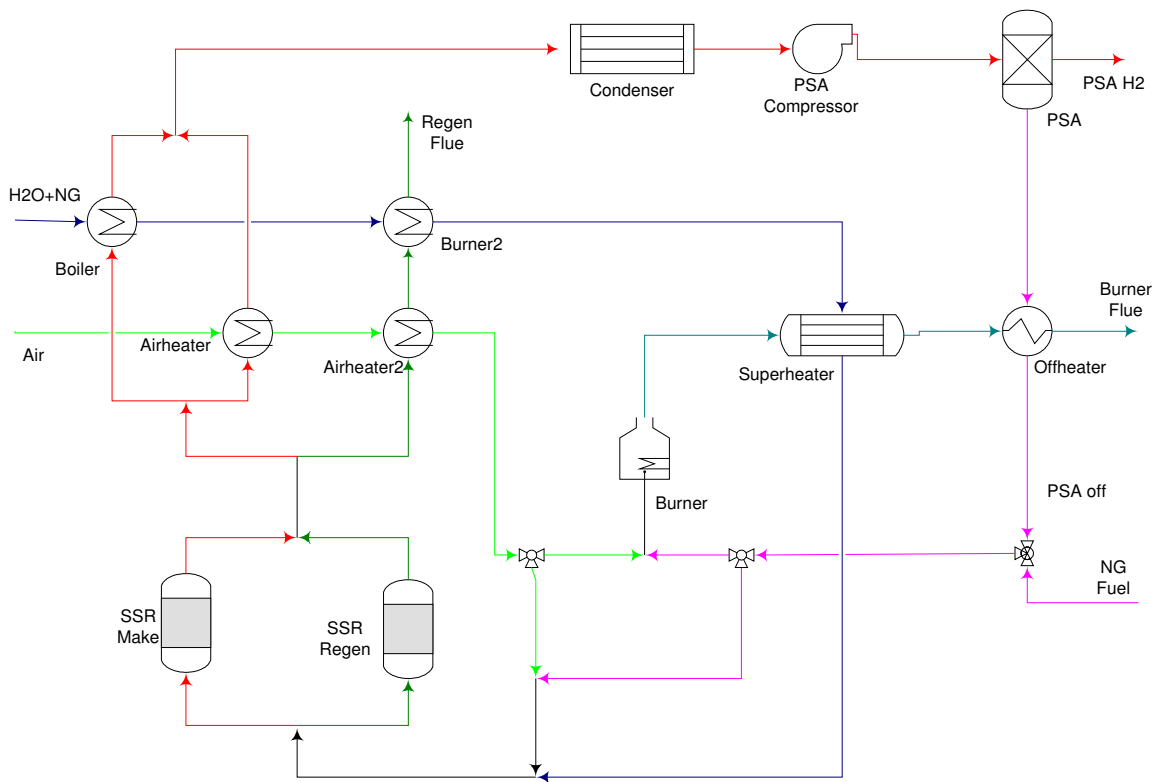 Condenser
PSA
Compressor
PSA H2
PSA
Regen
Flue
H2O+NG
Boiler
Burner2
Burner
Flue
Air
Airheater
Airheater2
Superheater
Offheater
Burner
PSA off
NG
Fuel
SSR
Make
SSR
Regen